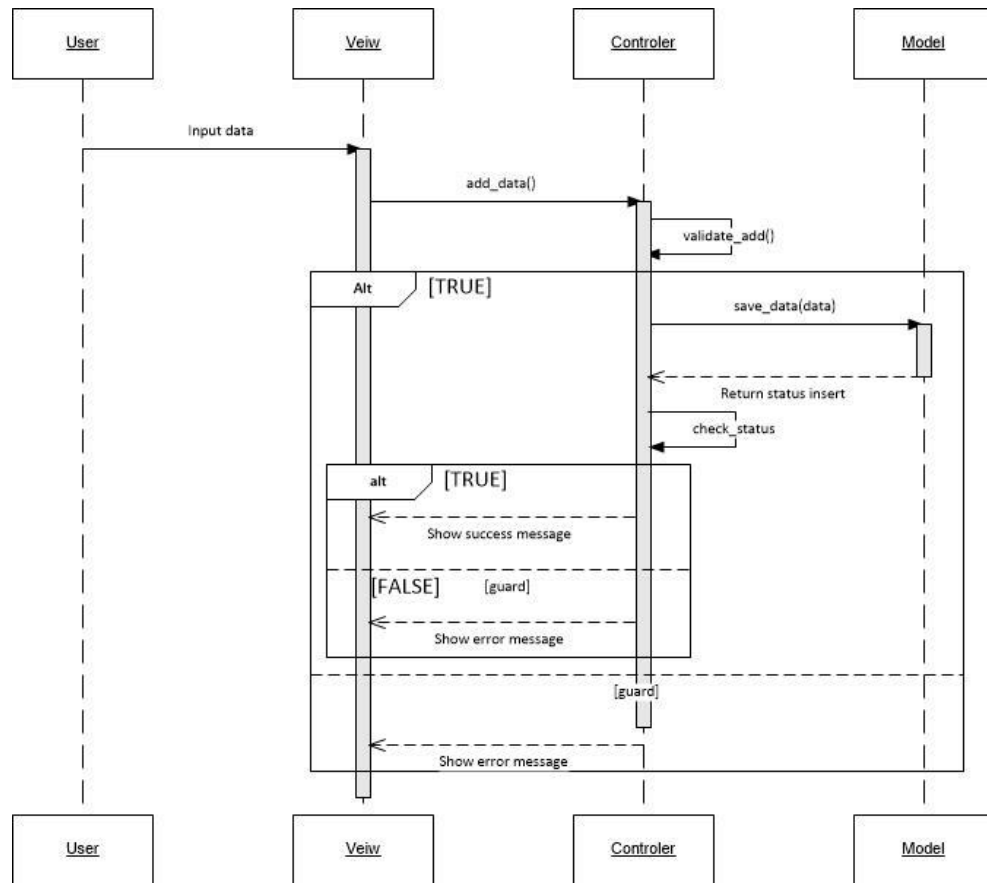 User
Veiw
Controler
Model
Input data
add_data()
validate_add()
Alt
[TRUE]
save_data(data)
Return status insert
check_status
alt
[TRUE]
Show success message
[FALSE]
[guard]
Show error message
[guard]
Show error message
User
Veiw
Controler
Model